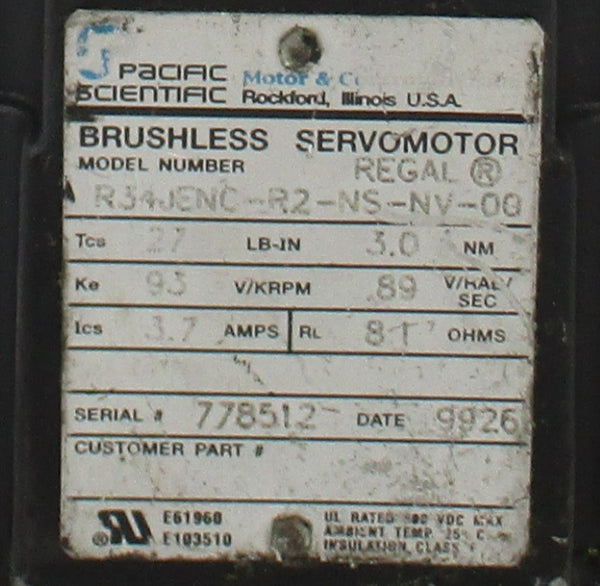 PACIFIC
SCIENTIFIC
Motor &
Rockford, Illinois U.S.A.
BRUSHLESS SERVOMOTOR
MODEL NUMBER REGAL ®
R34JENC-R2-NS-NV-00
Tcs 27 LB-IN 3.0 NM
Ke 93 V/KRPM .89 V/RAD/
SEC
Ics 3.7 AMPS RL OHMS
SERIAL # 778512 DATE 9926
CUSTOMER PART #
E61960
E103510
UL RATED VDC MAX
AMBIENT TEMP. 25° C
INSULATION CLASS